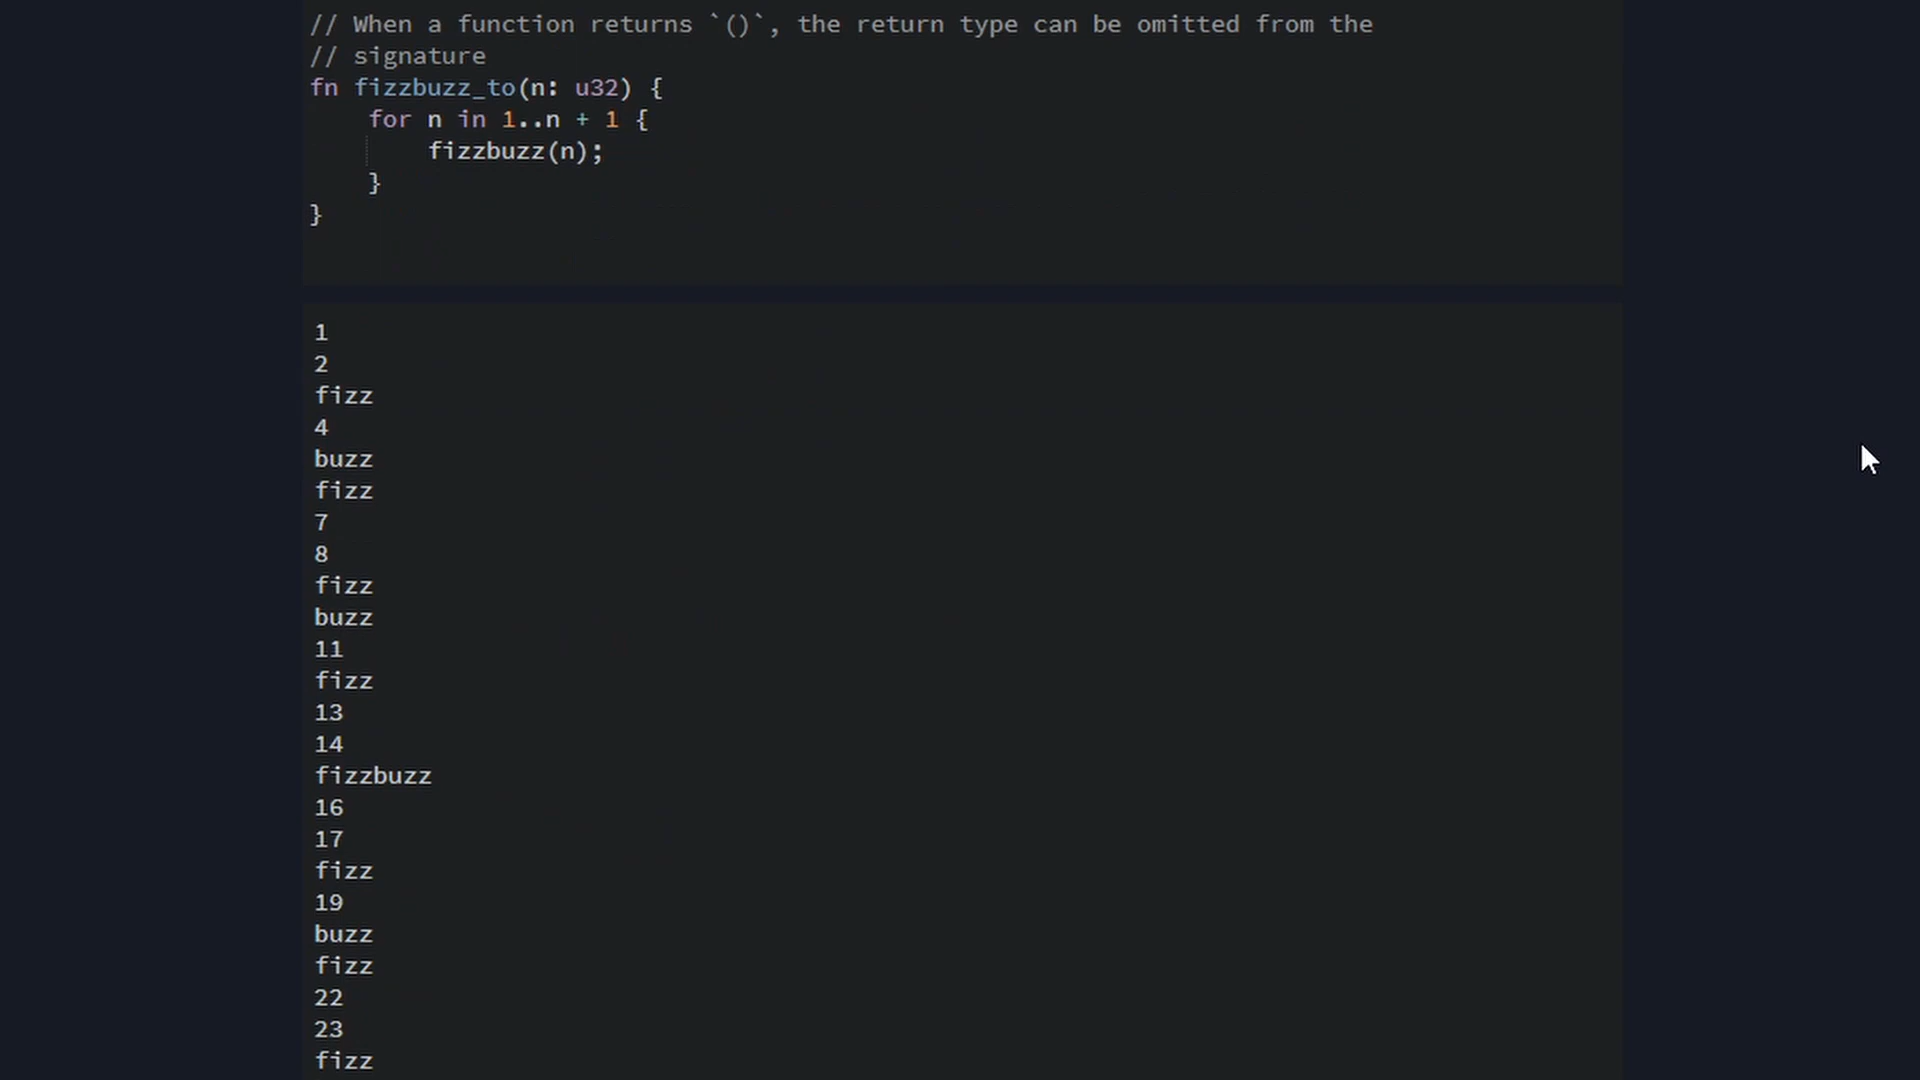 // When a function returns `()`, the return type can be omitted from the
// signature
fn fizzbuzz_to(n: u32) {
    for n in 1..n + 1 {
        fizzbuzz(n);
    }
}
1
2
fizz
4
buzz
fizz
7
8
fizz
buzz
11
fizz
13
14
fizzbuzz
16
17
fizz
19
buzz
fizz
22
23
fizz